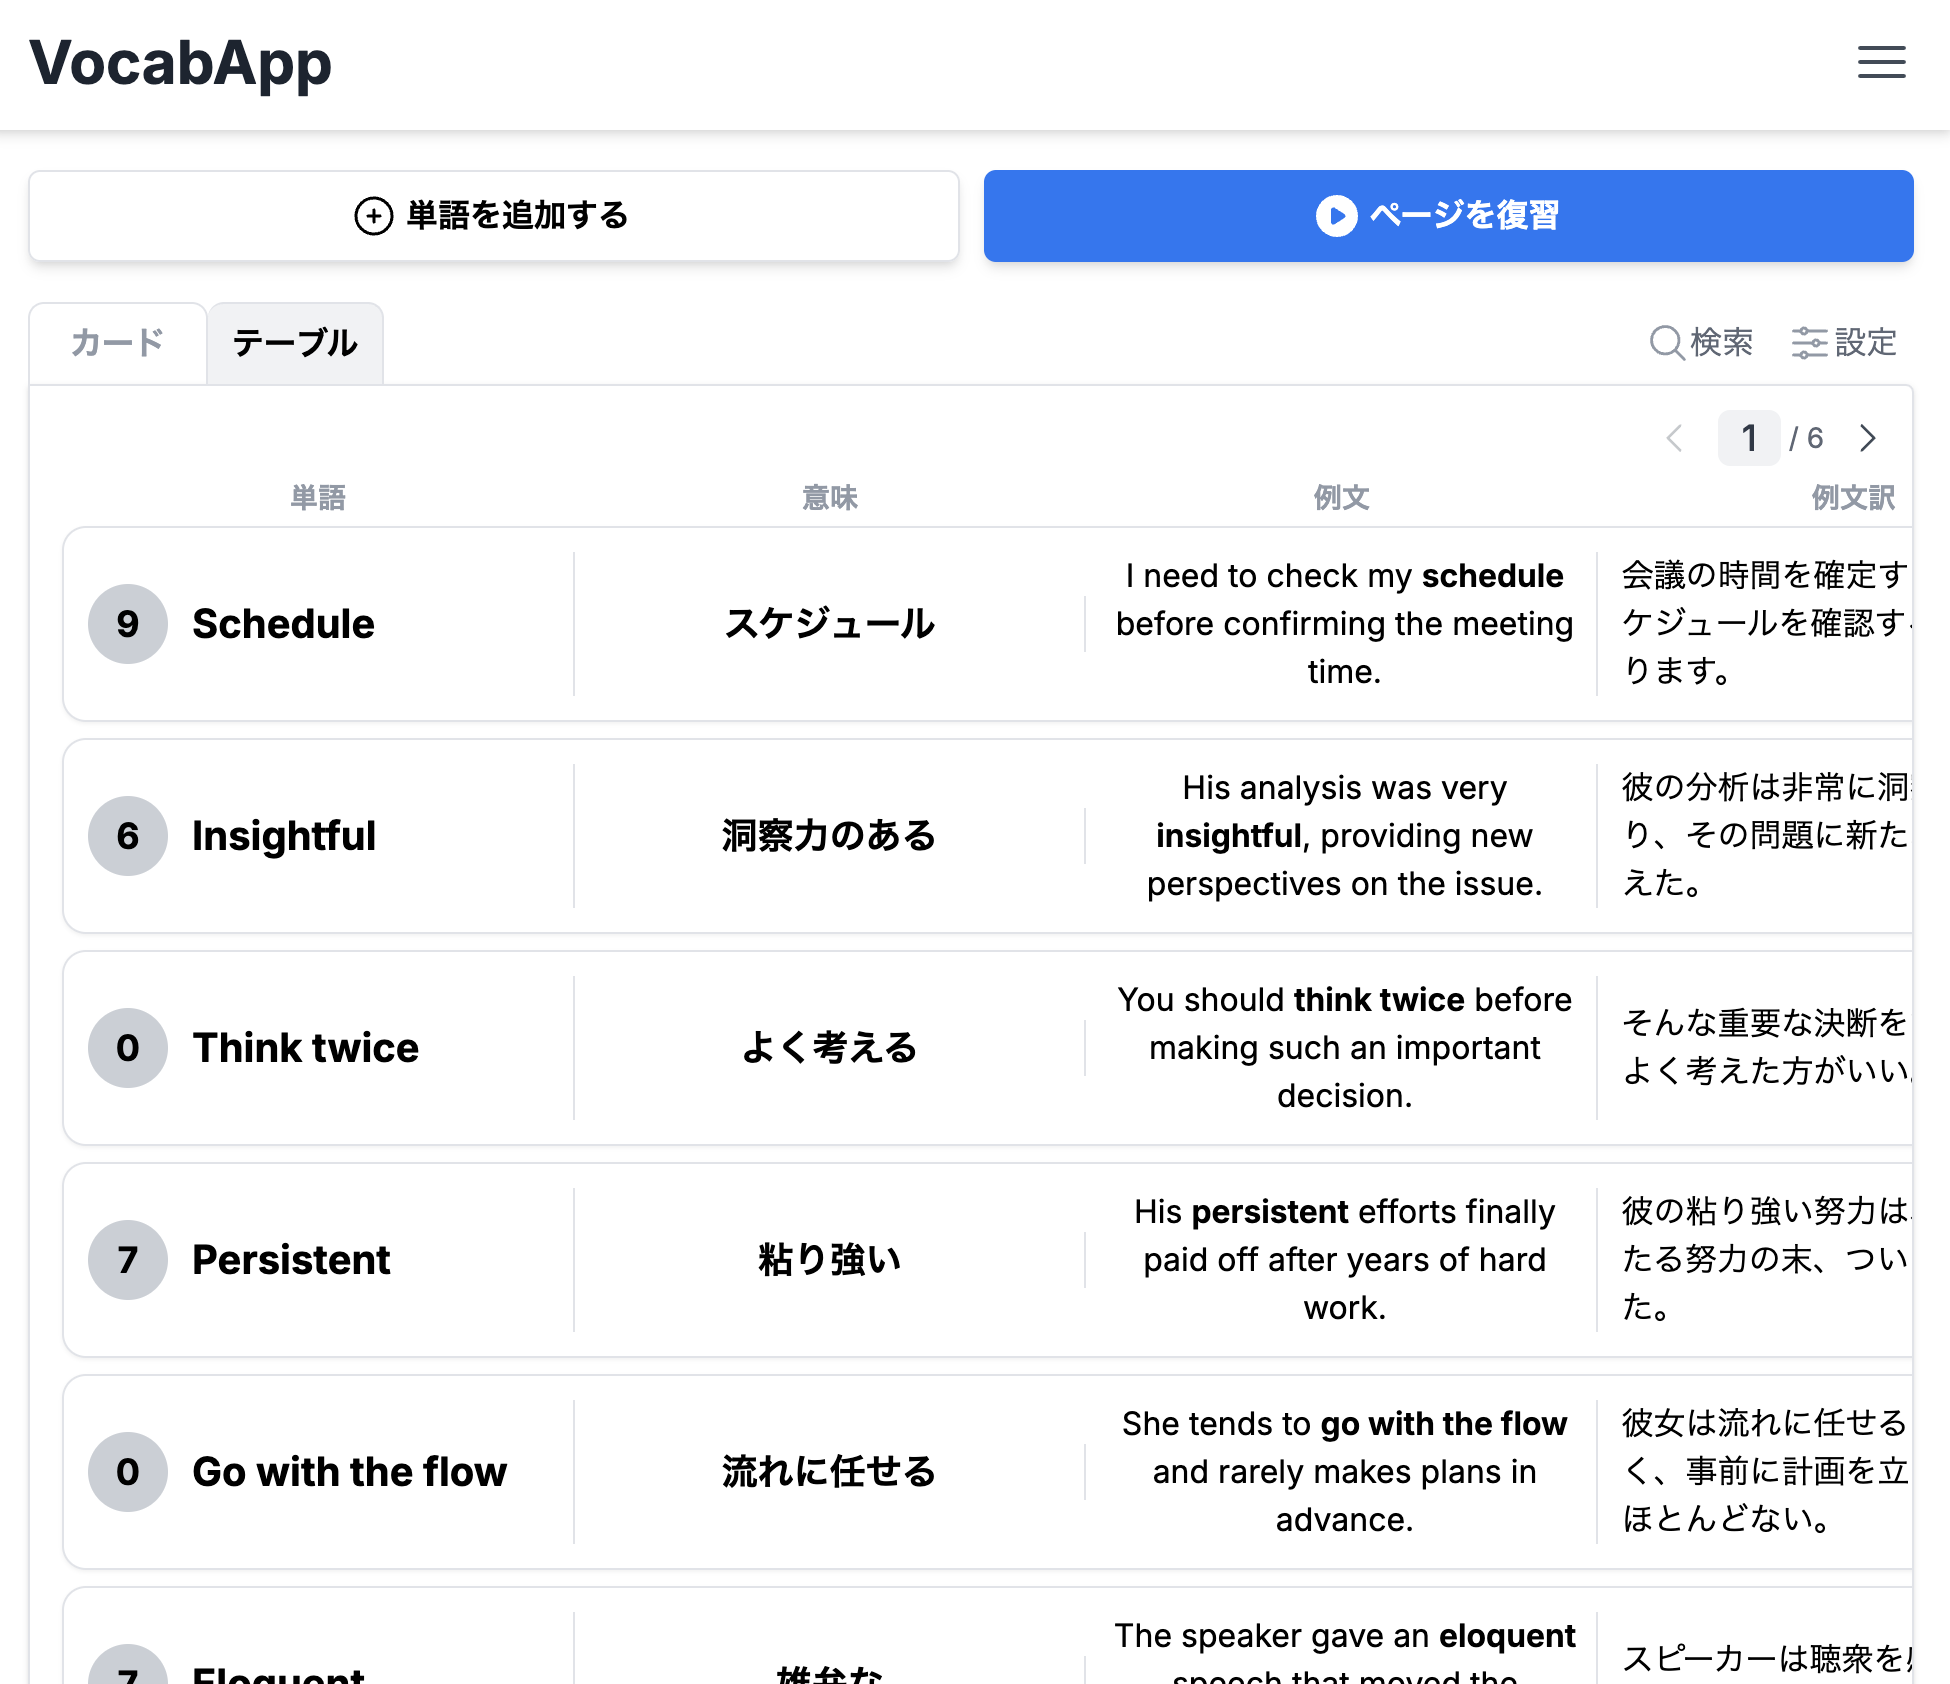 VocabApp
単語を追加する
ページを復習
カード
テーブル
検索
設定
1 / 6
単語
意味
例文
例文訳
9
Schedule
スケジュール
I need to check my schedule
before confirming the meeting
time.
会議の時間を確定す
ケジュールを確認す
ります。
6
Insightful
洞察力のある
His analysis was very
insightful, providing new
perspectives on the issue.
彼の分析は非常に洞
り、その問題に新た
えた。
0
Think twice
よく考える
You should think twice before
making such an important
decision.
そんな重要な決断を
よく考えた方がいい
7
Persistent
粘り強い
His persistent efforts finally
paid off after years of hard
work.
彼の粘り強い努力は
たる努力の末、つい
た。
0
Go with the flow
流れに任せる
She tends to go with the flow
and rarely makes plans in
advance.
彼女は流れに任せる
く、事前に計画を立
ほとんどない。
7
Eloquent
雄弁な
The speaker gave an eloquent
speech that moved the
スピーカーは聴衆を